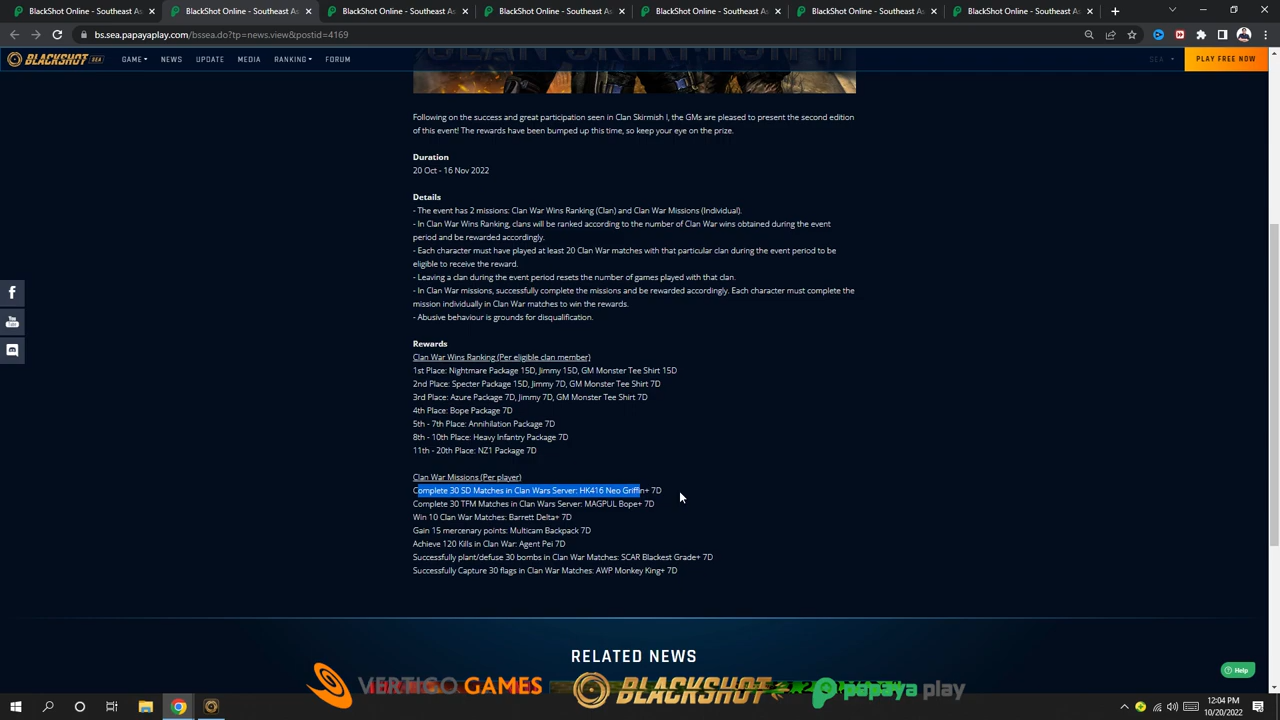 BLACKSHOT - Southeast As
BLACKSHOT - Southeast As
BLACKSHOT - Southeast As
BLACKSHOT - Southeast As
BLACKSHOT - Southeast As
BLACKSHOT - Southeast As
BLACKSHOT - Southeast As
bs.sea.papayaplay.com/bssea.do?tp=news.view&postid=4169
BLACKSHOT SEA
GAME
NEWS
UPDATE
MEDIA
RANKING
FORUM
SEA
PLAY FREE NOW
Following on the success and great participation seen in Clan Skirmish I, the GMs are pleased to present the second edition
of this event! The rewards have been bumped up this time, so keep your eye on the prize.
Duration
20 Oct - 16 Nov 2022
Details
- The event has 2 missions: Clan War Wins Ranking (Clan) and Clan War Missions (Individual).
- In Clan War Wins Ranking, clans will be ranked according to the number of Clan War wins obtained during the event
period and be rewarded accordingly.
- Each character must have played at least 20 Clan War matches with that particular clan during the event period to be
eligible to receive the reward.
- Leaving a clan during the event period resets the number of games played with that clan.
- In Clan War missions, successfully complete the missions and be rewarded accordingly. Each character must complete the
mission individually in Clan War matches to win the rewards.
- Abusive behaviour is grounds for disqualification.
Rewards
Clan War Wins Ranking (Per eligible clan member)
1st Place: Nightmare Package 15D, Jimmy 15D, GM Monster Tee Shirt 15D
2nd Place: Specter Package 15D, Jimmy 7D, GM Monster Tee Shirt 7D
3rd Place: Azure Package 7D, Jimmy 7D, GM Monster Tee Shirt 7D
4th Place: Bope Package 7D
5th - 7th Place: Annihilation Package 7D
8th - 10th Place: Heavy Infantry Package 7D
11th - 20th Place: NZ1 Package 7D
Clan War Missions (Per player)
Complete 30 SD Matches in Clan Wars Server: HK416 Neo Griffin+ 7D
Complete 30 TFM Matches in Clan Wars Server: MAGPUL Bope+ 7D
Win 10 Clan War Matches: Barrett Delta+ 7D
Gain 15 mercenary points: Multicam Backpack 7D
Achieve 120 Kills in Clan War: Agent Pei 7D
Successfully plant/defuse 30 bombs in Clan War Matches: SCAR Blackest Grade+ 7D
Successfully Capture 30 flags in Clan War Matches: AWP Monkey King+ 7D
RELATED NEWS
Help
VERTIGO GAMES
BLACKSHOT
papaya play
12:04 PM
10/20/2022